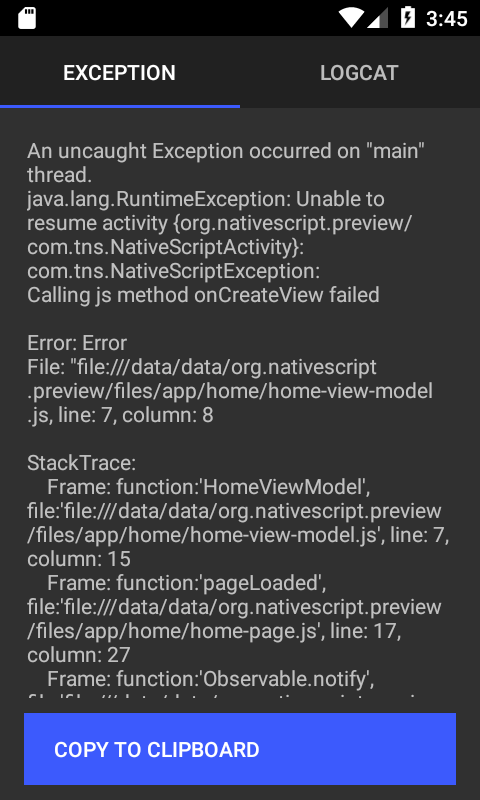 3:45
EXCEPTION
LOGCAT
An uncaught Exception occurred on "main"
thread.
java.lang.RuntimeException: Unable to
resume activity {org.nativescript.preview/
com.tns.NativeScriptActivity}:
com.tns.NativeScriptException:
Calling js method onCreateView failed
Error: Error
File: "file:///data/data/org.nativescript
.preview/files/app/home/home-view-model
.js, line: 7, column: 8
StackTrace:
Frame: function:'HomeViewModel',
file:'file:///data/data/org.nativescript.preview
/files/app/home/home-view-model.js', line: 7,
column: 15
Frame: function:'pageLoaded',
file:'file:///data/data/org.nativescript.preview
/files/app/home/home-page.js', line: 17,
column: 27
Frame: function:'Observable.notify',
COPY TO CLIPBOARD